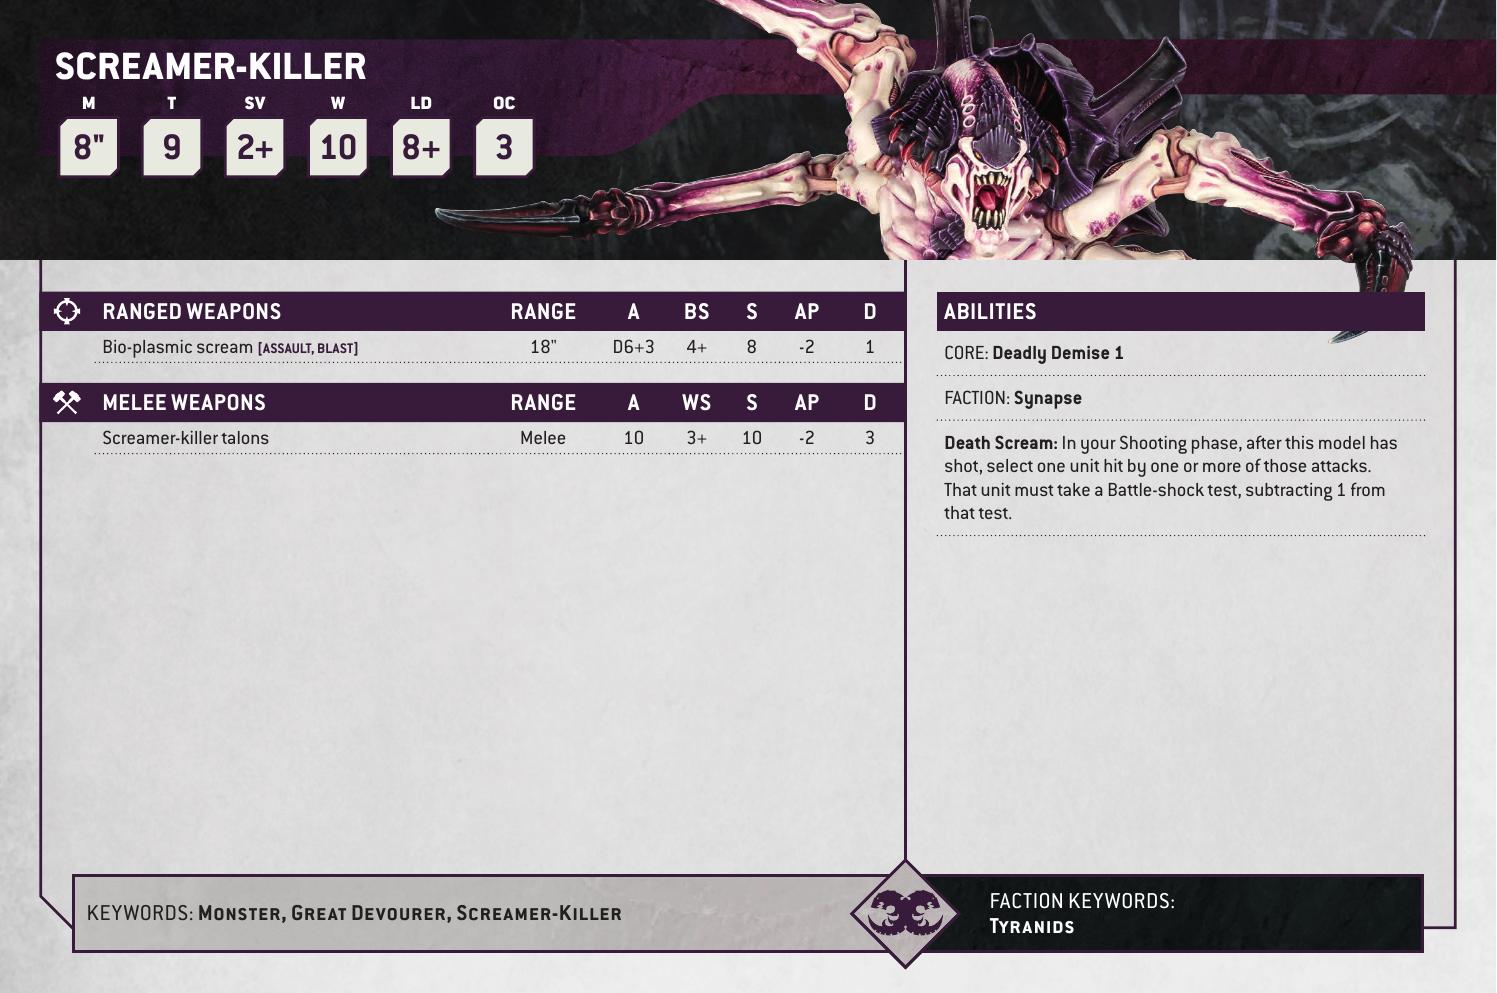 SCREAMER-KILLER
M T SV W LD OC
8" 9 2+ 10 8+ 3
RANGED WEAPONS RANGE A BS S AP D
Bio-plasmic scream [ASSAULT, BLAST] 18" D6+3 4+ 8 -2 1
MELEE WEAPONS RANGE A WS S AP D
Screamer-killer talons Melee 10 3+ 10 -2 3
ABILITIES
CORE: Deadly Demise 1
FACTION: Synapse
Death Scream: In your Shooting phase, after this model has
shot, select one unit hit by one or more of those attacks.
That unit must take a Battle-shock test, subtracting 1 from
that test.
KEYWORDS: MONSTER, GREAT DEVOURER, SCREAMER-KILLER
FACTION KEYWORDS:
TYRANIDS